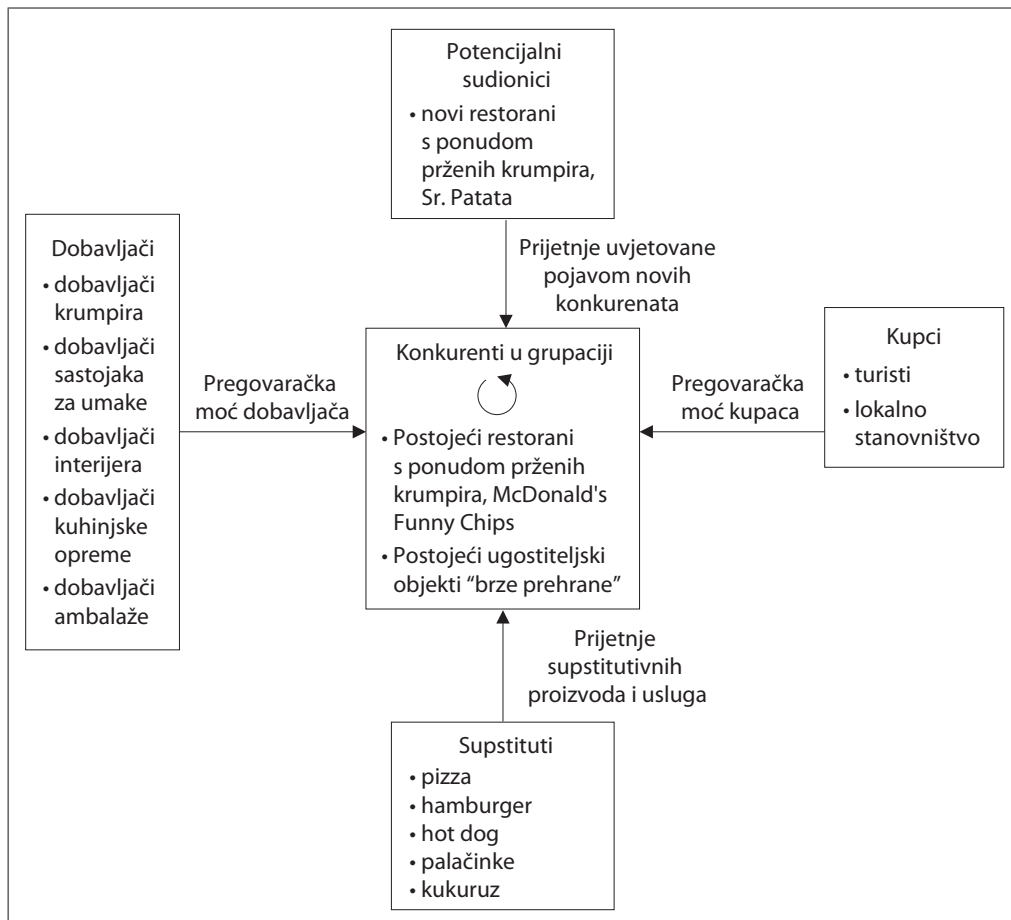 Potencijalni
sudionici
• novi restorani
s ponudom
prženih krumpira,
Sr. Patata
Prijetnje uvjetovane
pojavom novih
konkurenata
Dobavljači
• dobavljači
krumpira
• dobavljači
sastojaka
za umake
• dobavljači
interijera
• dobavljači
kuhinjske
opreme
• dobavljači
ambalaže
Pregovaračka
moć dobavljača
Konkurenti u grupaciji
• Postojeći restorani
s ponudom prženih
krumpira, McDonald's
Funny Chips
• Postojeći ugostiteljski
objekti “brze prehrane”
Pregovaračka
moć kupaca
Kupci
• turisti
• lokalno
stanovništvo
Prijetnje
supstitutivnih
proizvoda i usluga
Supstituti
• pizza
• hamburger
• hot dog
• palačinke
• kukuruz